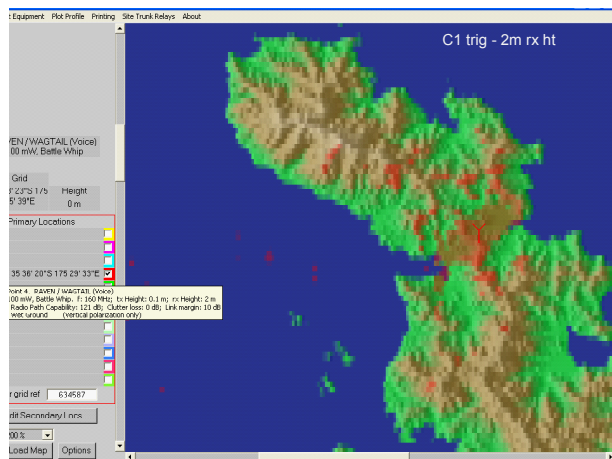 t Equipment Plot Profile Printing Site Trunk Relays About
C1 trig - 2m rx ht
VEN / WAGTAIL (Voice)
00 mW, Battle Whip
Grid
3' 23"S 175
5' 39"E
Height
0 m
Primary Locations
35 36' 20"S 175 29' 33"E
Point 4. RAVEN / WAGTAIL (Voice)
00 mW, Battle Whip. f: 160 MHz; tx Height: 0.1 m; rx Height: 2 m
Radio Path Capability: 121 dB; Clutter loss: 0 dB; Link margin: 10 dB
Wet Ground (vertical polarization only)
r grid ref 634587
dit Secondary Locs
200 %
Load Map Options